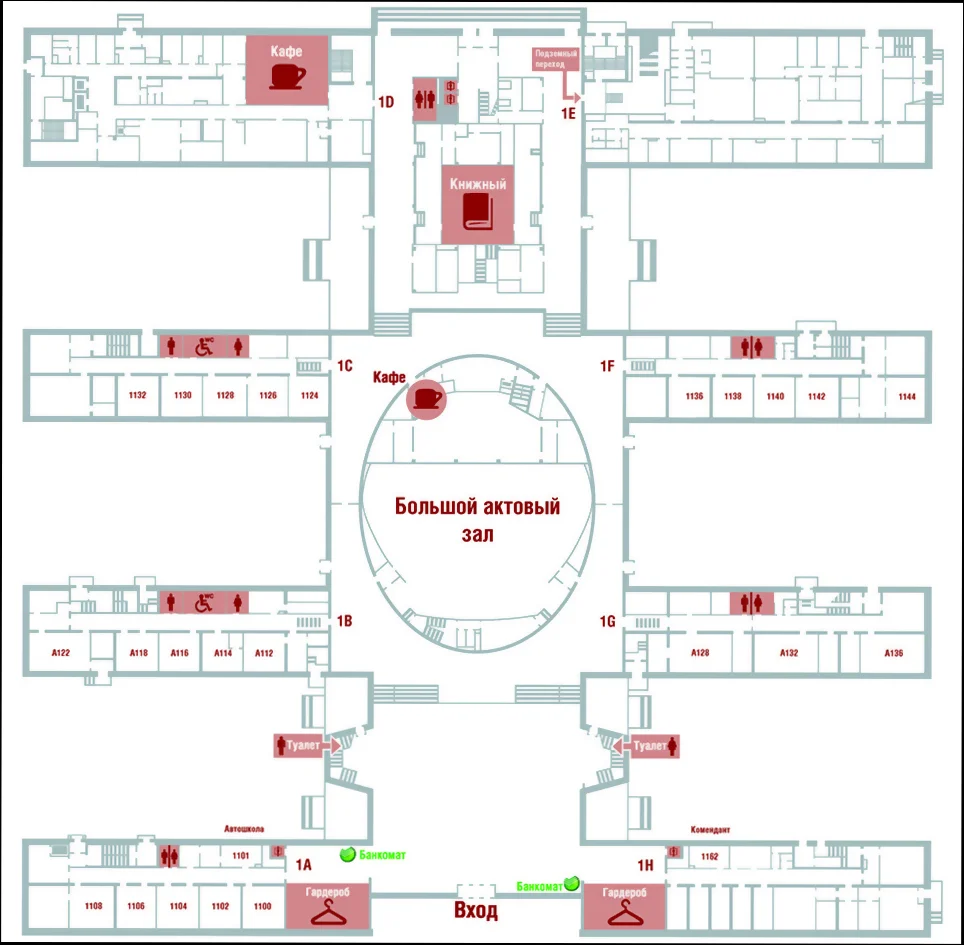 Кафе
Подземный
переход
1D
1E
Книжный
WC
1C
1F
Кафе
1132
1130
1128
1126
1124
1136
1138
1140
1142
1144
Большой актовый
зал
WC
1B
1G
A122
A118
A116
A114
A112
A128
A132
A136
Туалет
Туалет
Автошкола
Комендант
1101
1A
Банкомат
1H
1162
Гардероб
Банкомат
Гардероб
1108
1106
1104
1102
1100
Вход